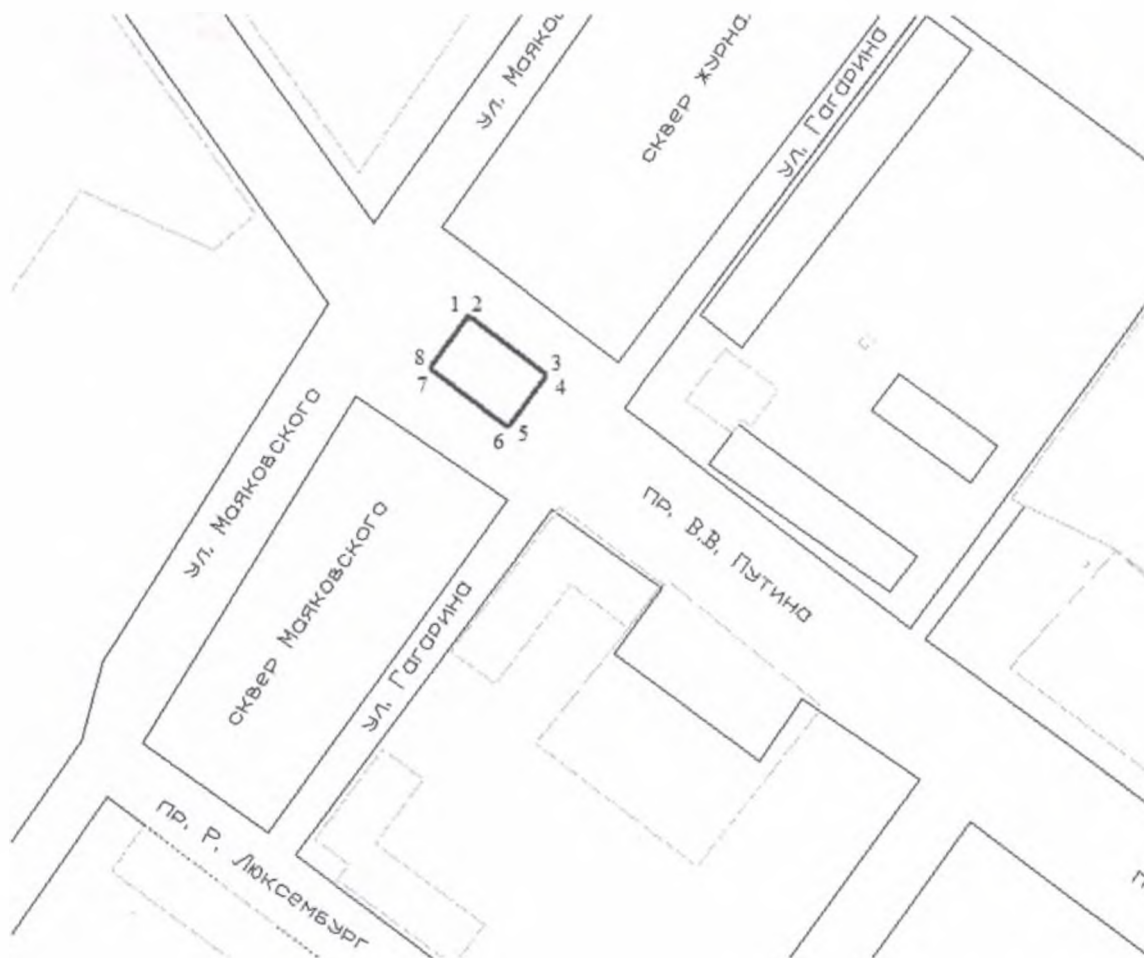 ул. Маяко
сквер журна
ул. Гагарина
1 2
3
4
5
6
7
8
ул. Маяковского
сквер Маяковского
ул. Гагарина
пр. В.В. Путина
пр. Р. Люксембург
п